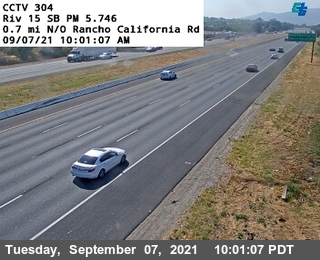 CCTV 304
Riv 15 SB PM 5.746
0.7 mi N/O Rancho California Rd
09/07/21 10:01:07 AM
Tuesday, September 07, 2021 10:01:07 PDT